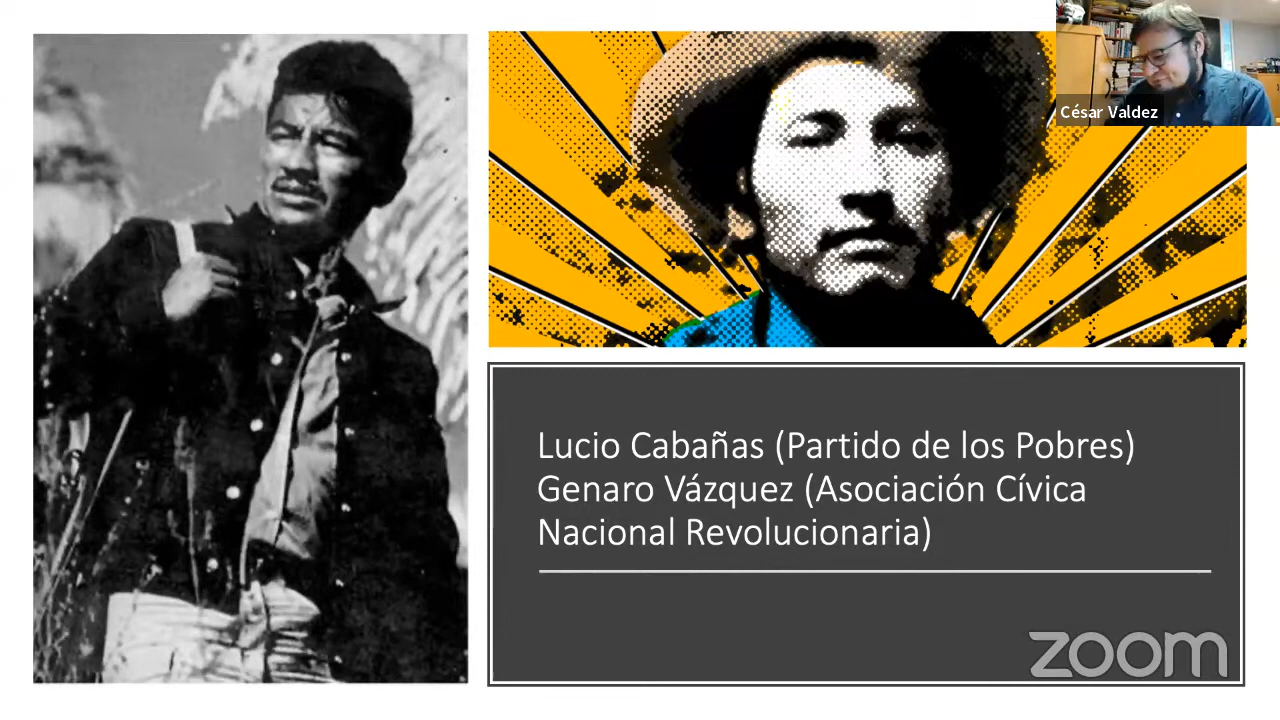 César Valdez
Lucio Cabañas (Partido de los Pobres)
Genaro Vázquez (Asociación Cívica
Nacional Revolucionaria)
zoom